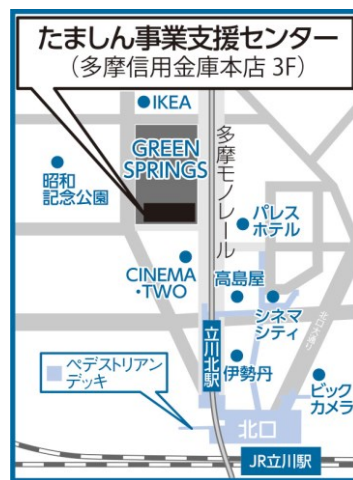 たましん事業支援センター
(多摩信用金庫本店 3F)
IKEA
GREEN
SPRINGS
多摩モノレール
昭和
記念公園
パレス
ホテル
CINEMA
・TWO
高島屋
シネマ
シティ
立川北駅
伊勢丹
ペデストリアン
デッキ
ビック
カメラ
北口
JR立川駅